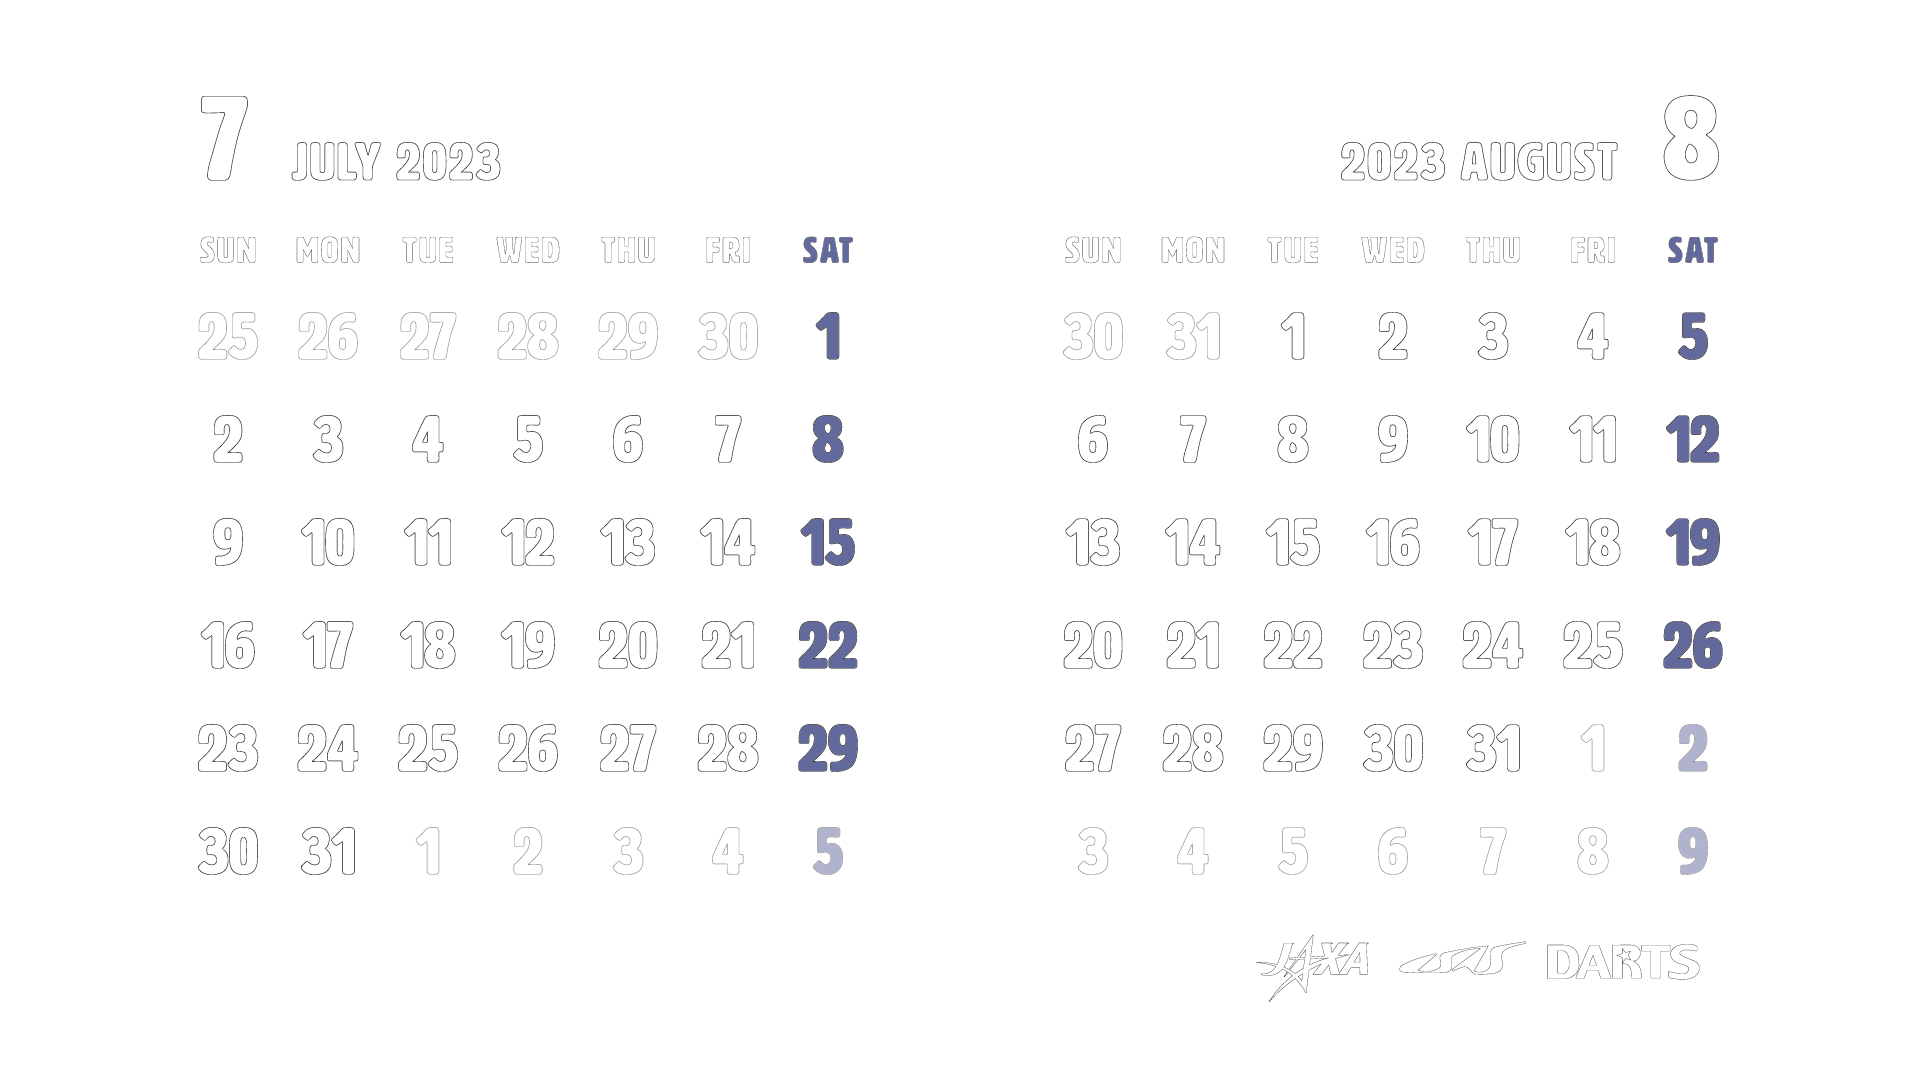 7 JULY 2023
SUN MON TUE WED THU FRI SAT
25 26 27 28 29 30 1
2 3 4 5 6 7 8
9 10 11 12 13 14 15
16 17 18 19 20 21 22
23 24 25 26 27 28 29
30 31 1 2 3 4 5
2023 AUGUST 8
SUN MON TUE WED THU FRI SAT
30 31 1 2 3 4 5
6 7 8 9 10 11 12
13 14 15 16 17 18 19
20 21 22 23 24 25 26
27 28 29 30 31 1 2
3 4 5 6 7 8 9
JAXA ISAS DARTS